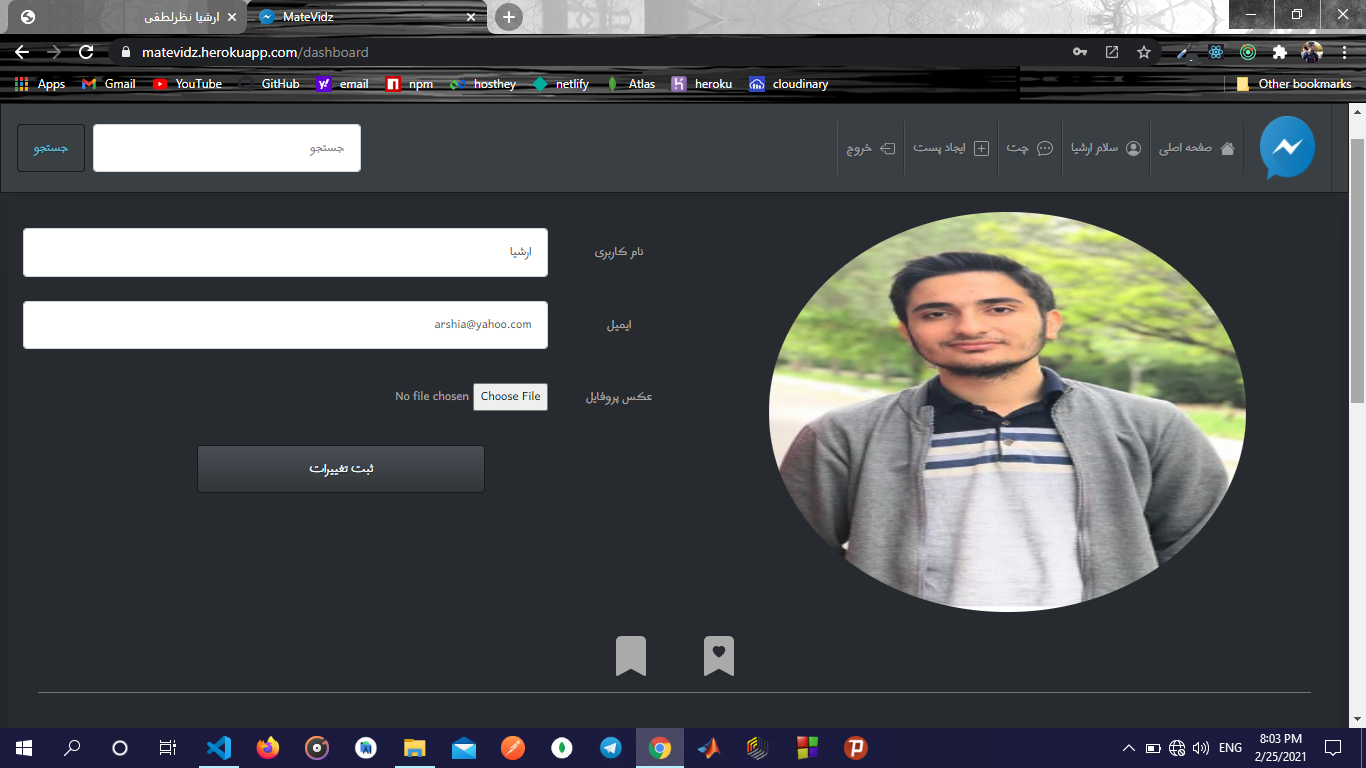 ارشیا نظرلطفی
MateVidz
matevidz.herokuapp.com/dashboard
Apps Gmail YouTube GitHub email npm hosthey netlify Atlas heroku cloudinary Other bookmarks
صفحه اصلی سلام ارشیا چت ایجاد پست خروج جستجو جستجو
نام کاربری ارشیا
ایمیل arshia@yahoo.com
عکس پروفایل Choose File No file chosen
ثبت تغییرات
ENG 8:03 PM
2/25/2021